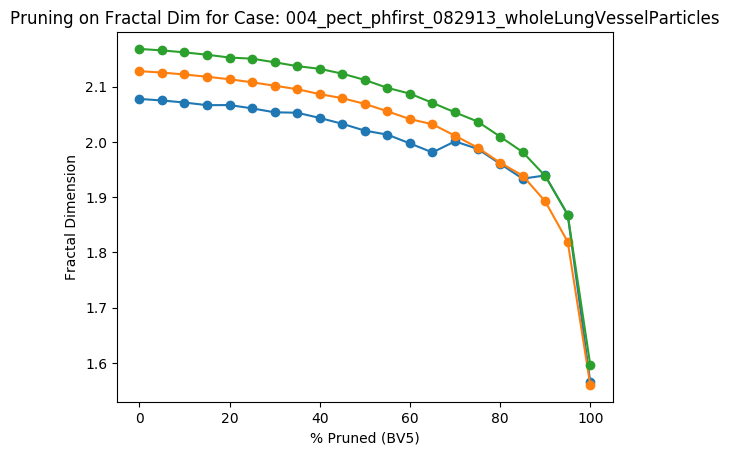 Pruning on Fractal Dim for Case: 004_pect_phfirst_082913_wholeLungVesselParticles
Fractal Dimension
2.1
2.0
1.9
1.8
1.7
1.6
0 20 40 60 80 100
% Pruned (BV5)